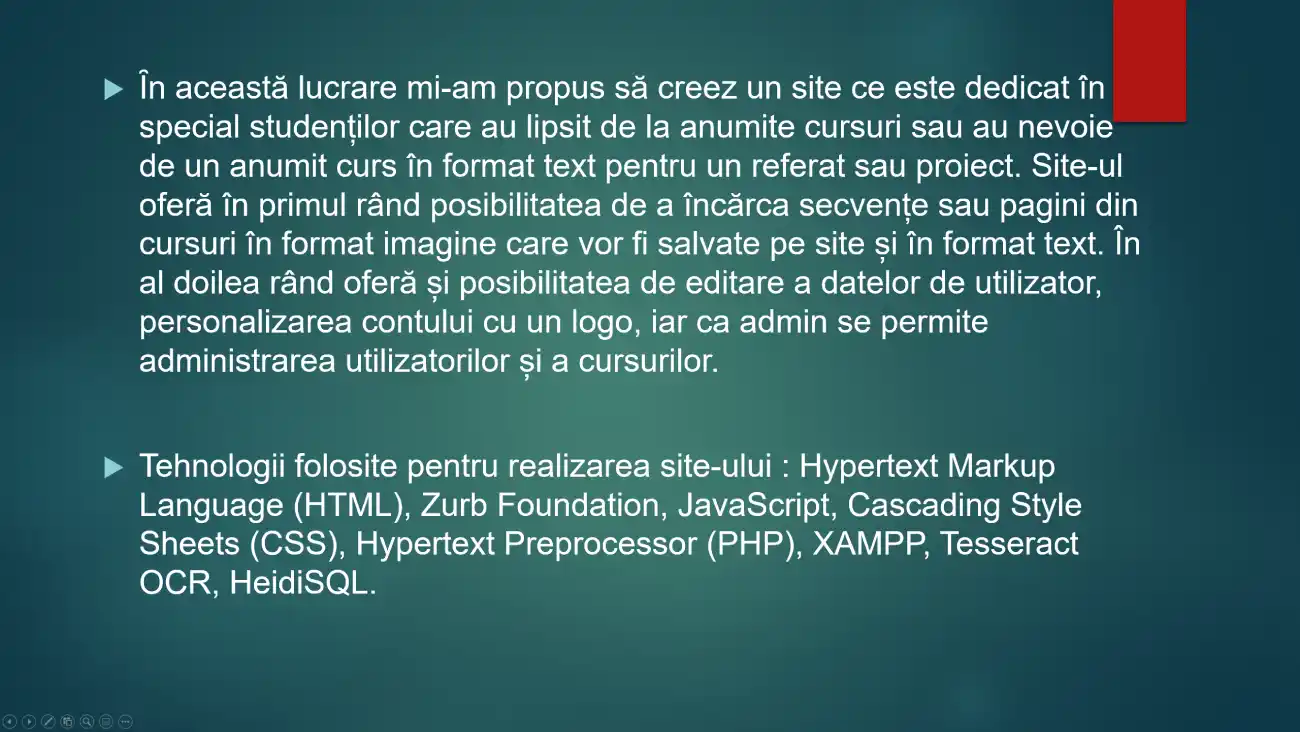 În această lucrare mi-am propus să creez un site ce este dedicat în
special studenților care au lipsit de la anumite cursuri sau au nevoie
de un anumit curs în format text pentru un referat sau proiect. Site-ul
oferă în primul rând posibilitatea de a încărca secvențe sau pagini din
cursuri în format imagine care vor fi salvate pe site și în format text. În
al doilea rând oferă și posibilitatea de editare a datelor de utilizator,
personalizarea contului cu un logo, iar ca admin se permite
administrarea utilizatorilor și a cursurilor.
Tehnologii folosite pentru realizarea site-ului : Hypertext Markup
Language (HTML), Zurb Foundation, JavaScript, Cascading Style
Sheets (CSS), Hypertext Preprocessor (PHP), XAMPP, Tesseract
OCR, HeidiSQL.